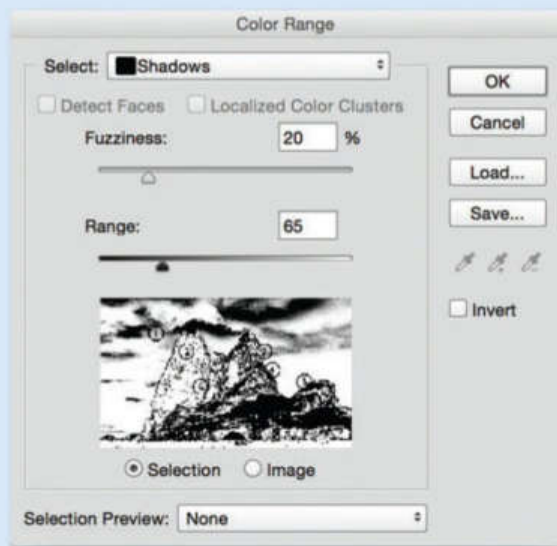 Color Range
Select: Shadows
OK
Detect Faces Localized Color Clusters
Cancel
Fuzziness: 20 %
Load...
Range: 65
Save...
Invert
Selection Image
Selection Preview: None